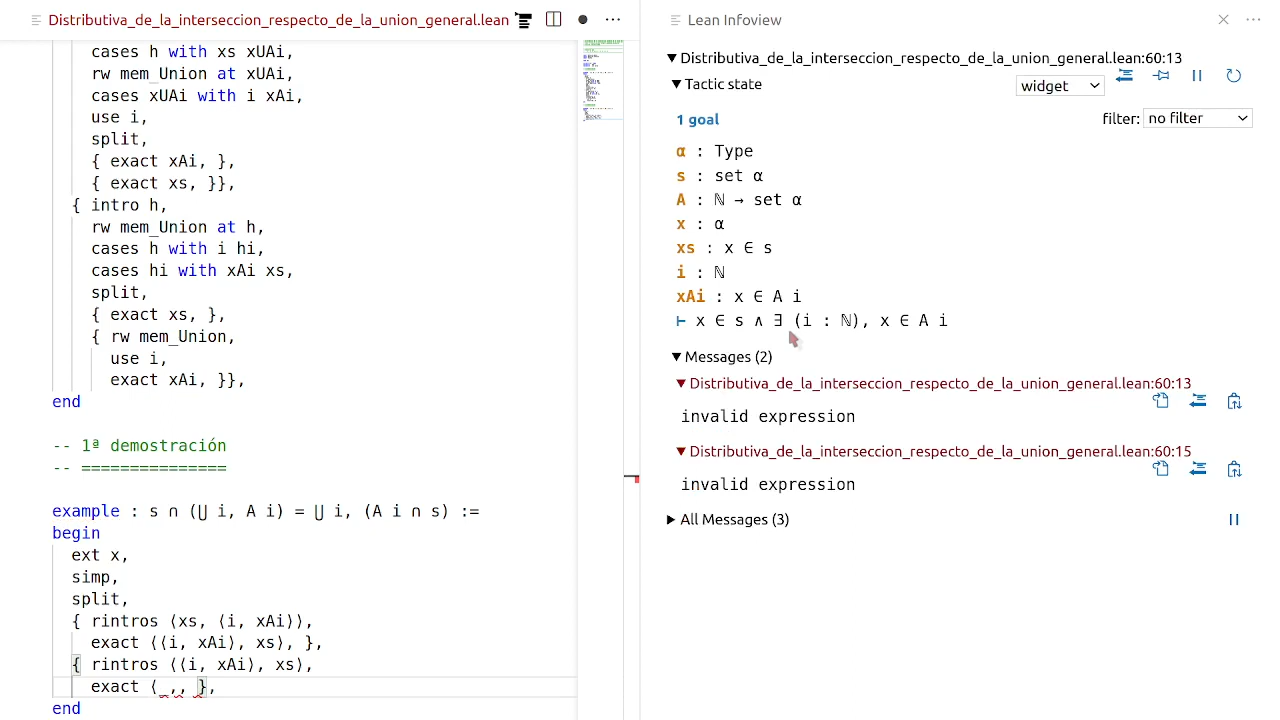 Distributiva_de_la_interseccion_respecto_de_la_union_general.lean
cases h with xs xUAi,
rw mem_Union at xUAi,
cases xUAi with i xAi,
use i,
split,
{ exact xAi, },
{ exact xs, }},
{ intro h,
rw mem_Union at h,
cases h with i hi,
cases hi with xAi xs,
split,
{ exact xs, },
{ rw mem_Union,
use i,
exact xAi, }},
end
-- 1ª demostración
-- ===============
example : s ∩ (⋃ i, A i) = ⋃ i, (A i ∩ s) :=
begin
ext x,
simp,
split,
{ rintros ⟨xs, ⟨i, xAi⟩⟩,
exact ⟨⟨i, xAi⟩, xs⟩, },
{ rintros ⟨⟨i, xAi⟩, xs⟩,
exact ⟨_,, },
end
Lean Infoview
Distributiva_de_la_interseccion_respecto_de_la_union_general.lean:60:13
Tactic state
widget
1 goal
filter: no filter
α : Type
s : set α
A : ℕ → set α
x : α
xs : x ∈ s
i : ℕ
xAi : x ∈ A i
⊢ x ∈ s ∧ ∃ (i : ℕ), x ∈ A i
Messages (2)
Distributiva_de_la_interseccion_respecto_de_la_union_general.lean:60:13
invalid expression
Distributiva_de_la_interseccion_respecto_de_la_union_general.lean:60:15
invalid expression
All Messages (3)